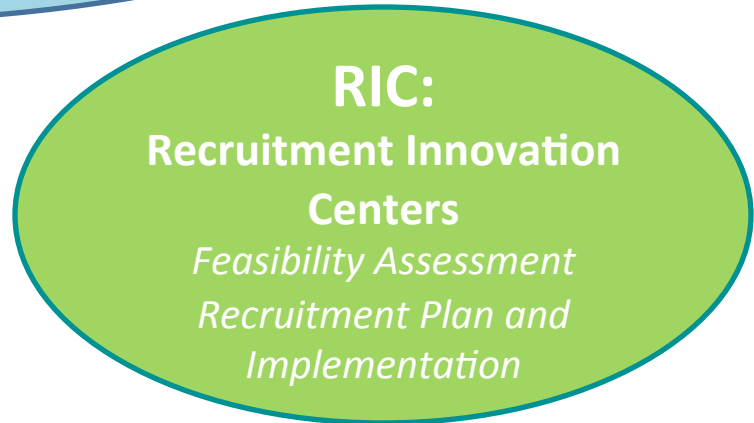 RIC:
Recruitment Innovation
Centers
Feasibility Assessment
Recruitment Plan and
Implementation